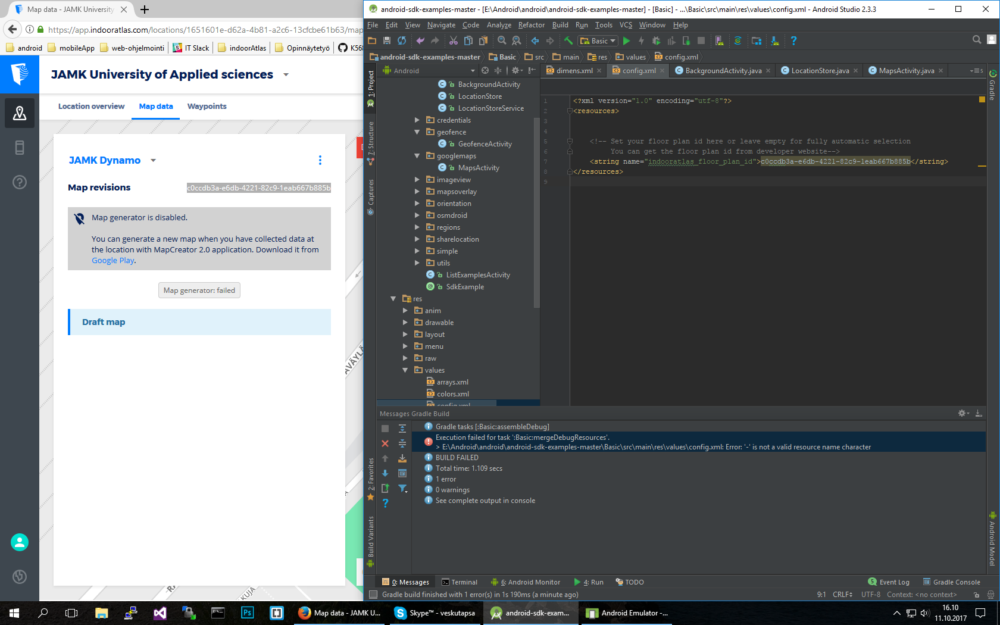 Map data - JAMK University
https://app.indooratlas.com/locations/1651601e-d62a-4b81-a2c6-13cfcbe61b63/map
android
mobileApp
web-ohjelmointi
IT Slack
indoorAtlas
Opinnäytetyö
K568
JAMK University of Applied sciences
Location overview
Map data
Waypoints
JAMK Dynamo
Map revisions
c0ccdb3a-e6db-4221-82c9-1eab667b885b
Map generator is disabled.
You can generate a new map when you have collected data at
the location with MapCreator 2.0 application. Download it from
Google Play.
Map generator: failed
Draft map
android-sdk-examples-master - [E:\Android\android\android-sdk-examples-master] - [Basic] - ...\Basic\src\main\res\values\config.xml - Android Studio 2.3.3
File Edit View Navigate Code Analyze Refactor Build Run Tools VCS Window Help
Basic
android-sdk-examples-master Basic src main res values config.xml
1: Project
7: Structure
Captures
2: Favorites
Build Variants
Android
dimens.xml
config.xml
BackgroundActivity.java
LocationStore.java
MapsActivity.java
Gradle
Android Model
BackgroundActivity
LocationStore
LocationStoreService
credentials
geofence
GeofenceActivity
googlemaps
MapsActivity
imageview
mapsoverlay
orientation
osmdroid
regions
sharelocation
simple
utils
ListExamplesActivity
SdkExample
res
anim
drawable
layout
menu
raw
values
arrays.xml
colors.xml
config.xml
1 <?xml version="1.0" encoding="utf-8"?>
2 <resources>
3
4
5 <!-- Set your floor plan id here or leave empty for fully automatic selection
6 You can get the floor plan id from developer website-->
7 <string name="indooratlas_floor_plan_id">c0ccdb3a-e6db-4221-82c9-1eab667b885b</string>
8 </resources>
9
Messages Gradle Build
Gradle tasks [:Basic:assembleDebug]
Execution failed for task ':Basic:mergeDebugResources'.
> E:\Android\android\android-sdk-examples-master\Basic\src\main\res\values\config.xml: Error: '-' is not a valid resource name character
BUILD FAILED
Total time: 1.109 secs
1 error
0 warnings
See complete output in console
0: Messages
Terminal
6: Android Monitor
4: Run
TODO
5 Event Log
Gradle Console
Gradle build finished with 1 error(s) in 1s 190ms (a minute ago)
9:1 CRLF UTF-8 Context: <no context>
Map data - JAMK U...
Skype™ - veskutapsa
android-sdk-exam...
Android Emulator -...
16.10
11.10.2017